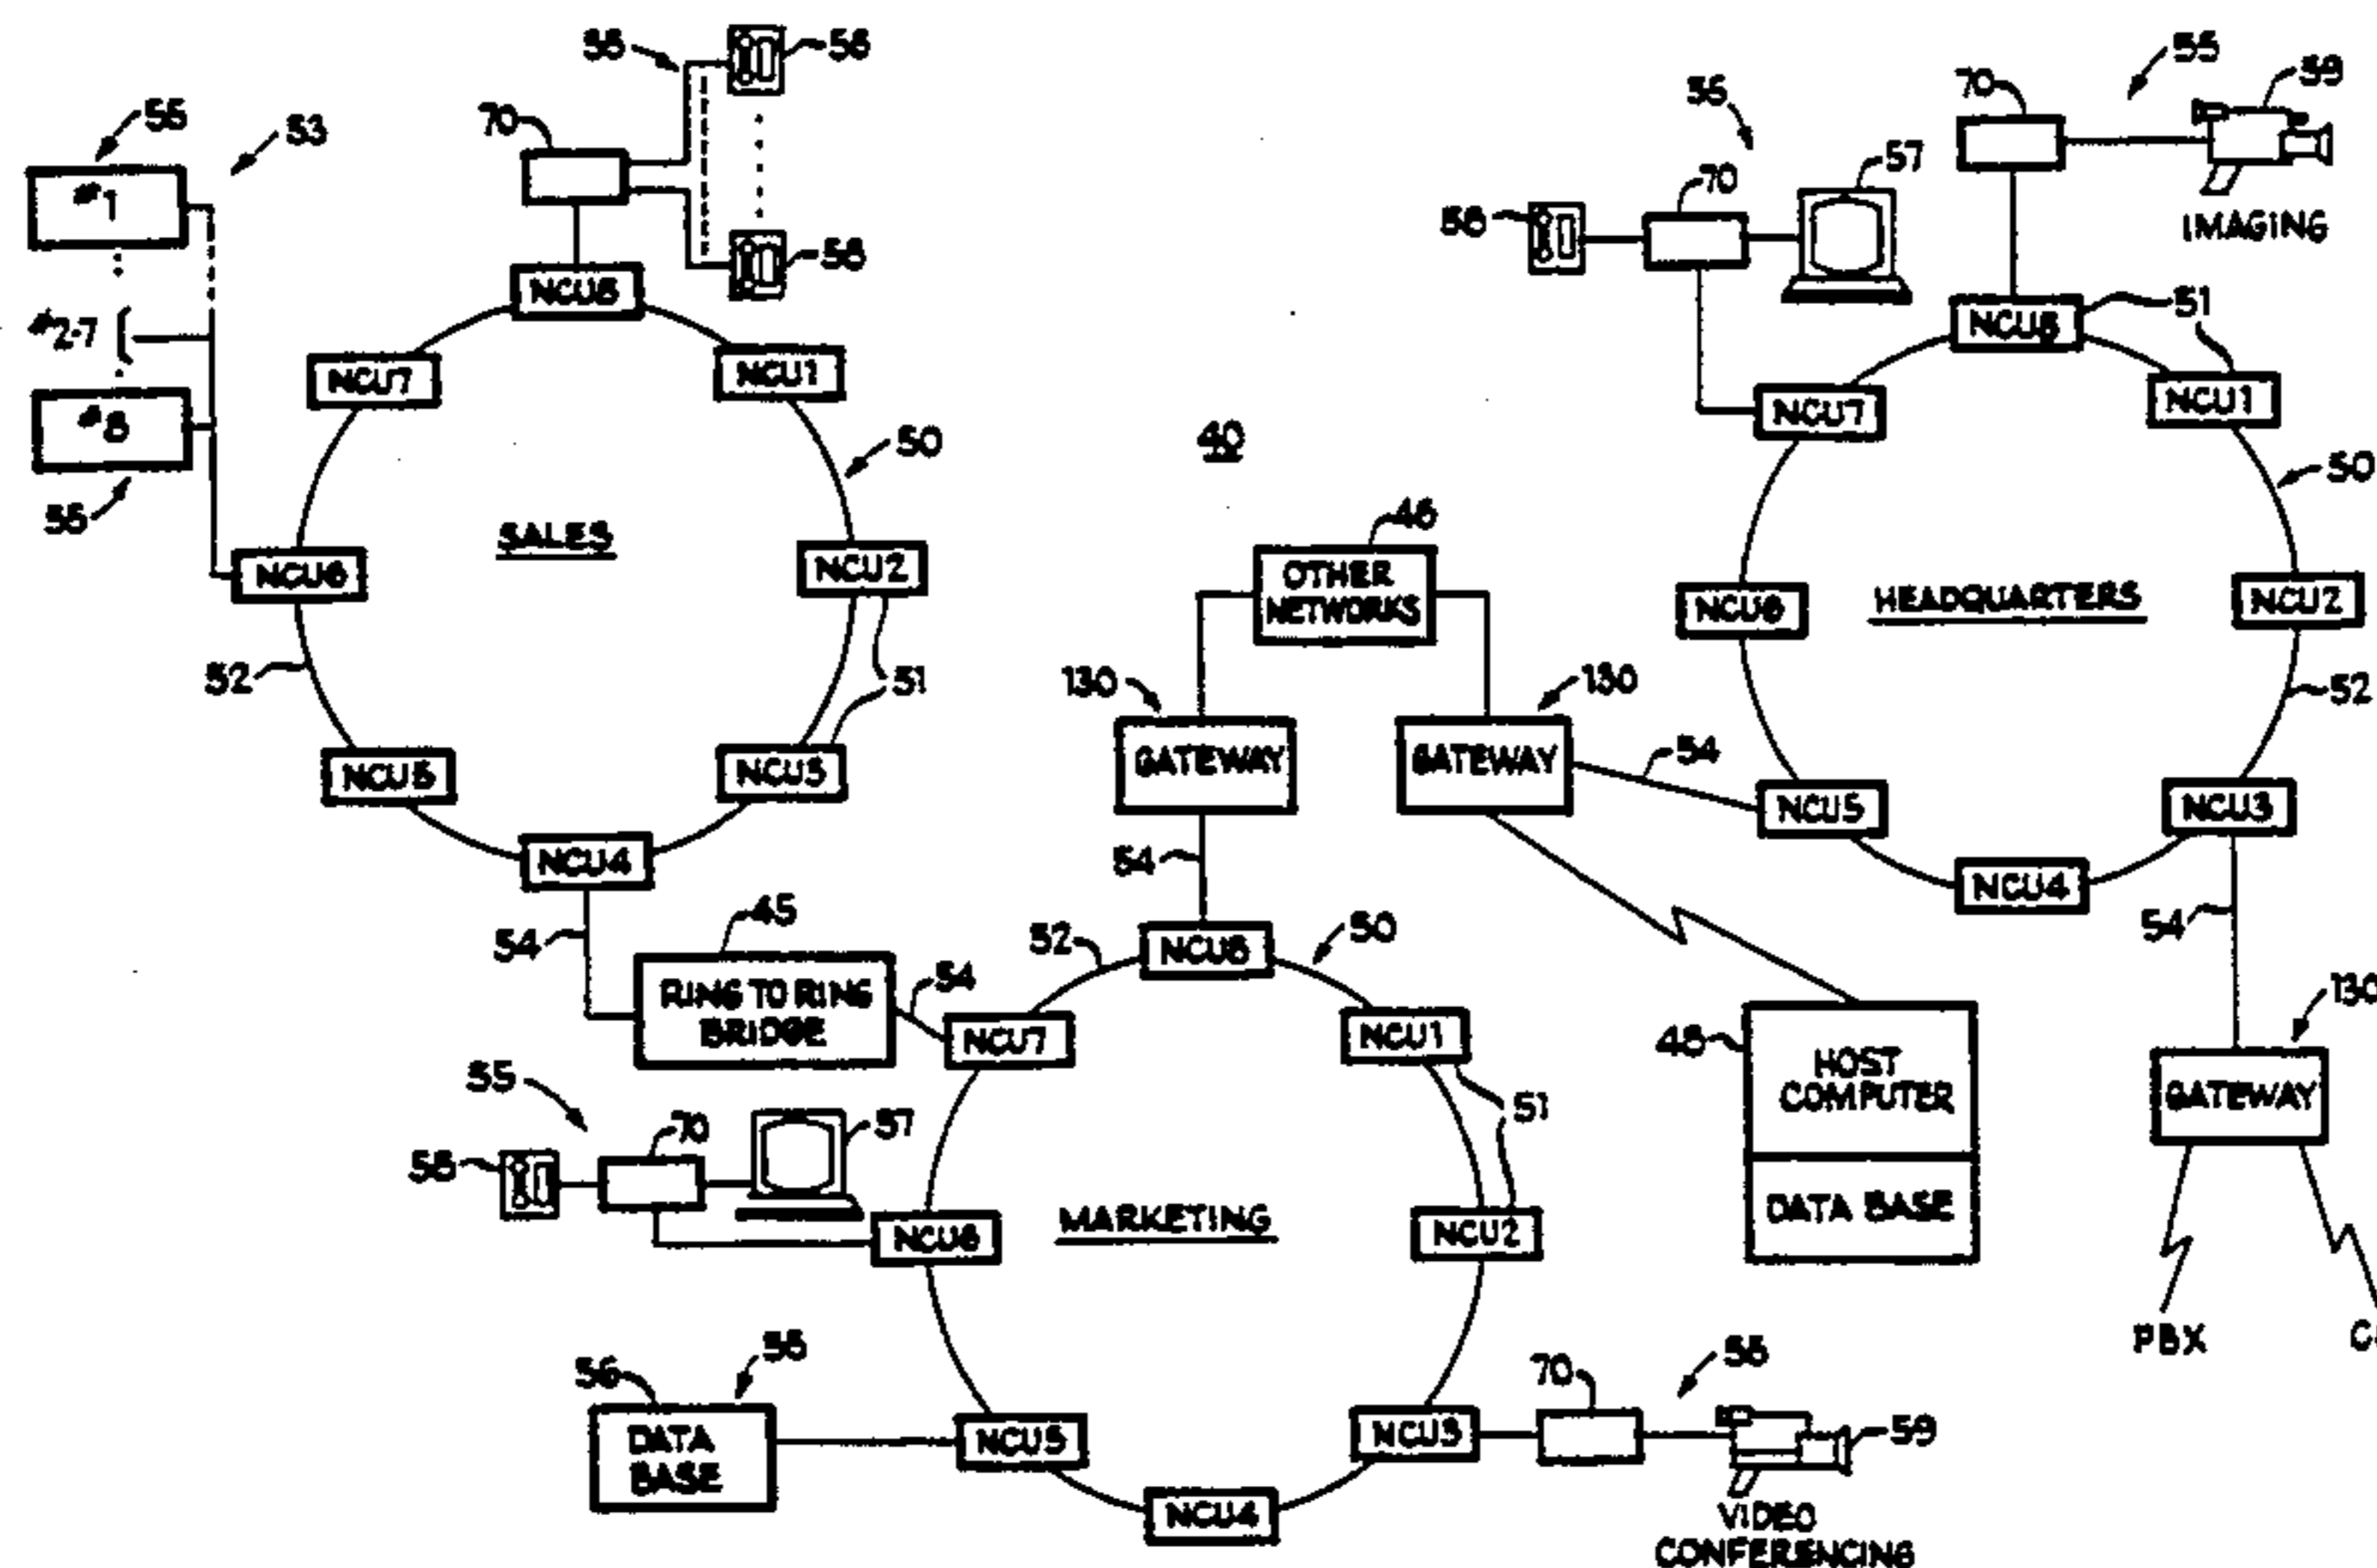 55
58
53
70
#1
58
#2-7
#8
55
NCU8
NCU7
NCU1
50
SALES
NCU6
NCU2
52
51
NCU5
NCU3
NCU4
54
55
59
70
IMAGING
55
57
70
58
NCU8
51
NCU1
NCU7
50
HEADQUARTERS
NCU6
NCU2
52
NCU5
NCU3
NCU4
54
40
46
OTHER
NETWORKS
130
130
GATEWAY
GATEWAY
54
54
45
RING TO RING
BRIDGE
54
52
NCU8
50
NCU7
NCU1
51
55
70
57
58
NCU6
MARKETING
NCU2
56
55
DATA
BASE
NCU5
NCU3
70
55
59
NCU4
VIDEO
CONFERENCING
48
HOST
COMPUTER
DATA BASE
130
GATEWAY
PBX